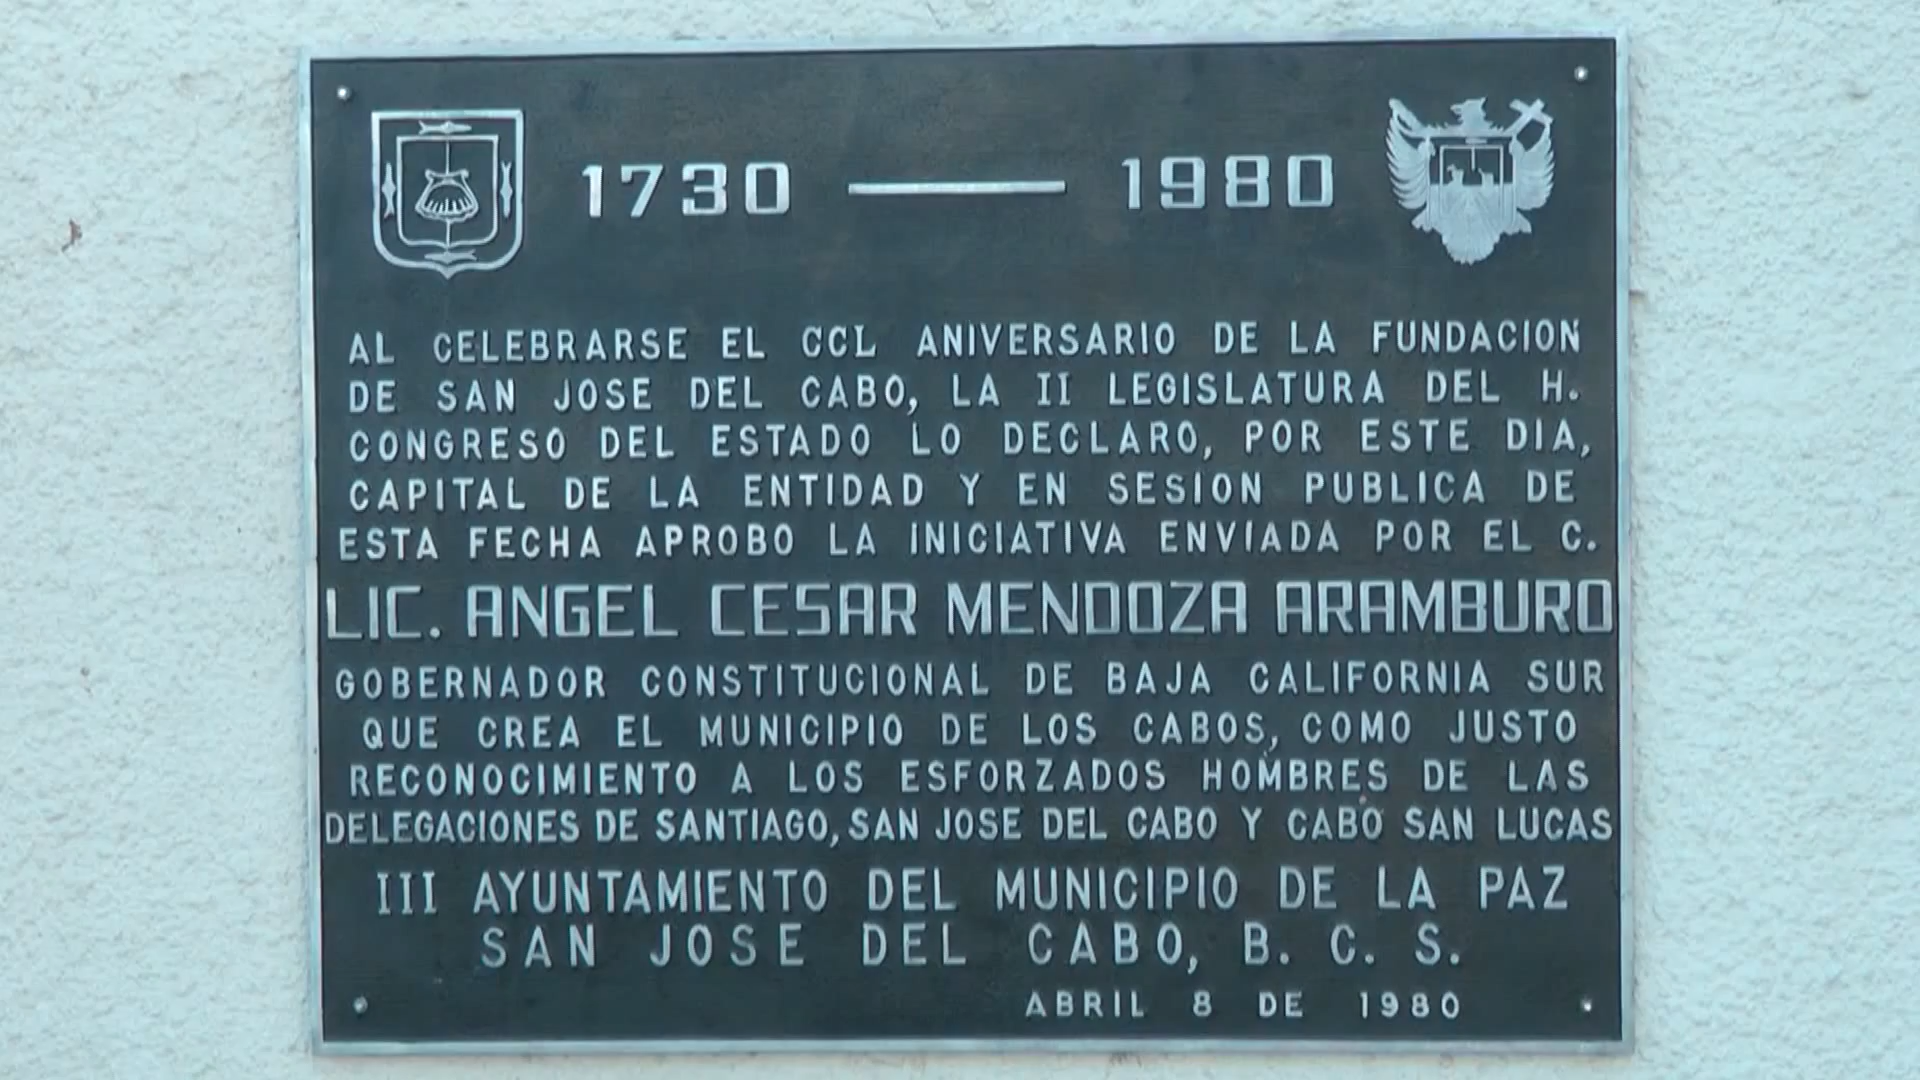 1730 — 1980
AL CELEBRARSE EL CCL ANIVERSARIO DE LA FUNDACION
DE SAN JOSE DEL CABO, LA II LEGISLATURA DEL H.
CONGRESO DEL ESTADO LO DECLARO, POR ESTE DIA,
CAPITAL DE LA ENTIDAD Y EN SESION PUBLICA DE
ESTA FECHA APROBO LA INICIATIVA ENVIADA POR EL C.
LIC. ANGEL CESAR MENDOZA ARAMBURO
GOBERNADOR CONSTITUCIONAL DE BAJA CALIFORNIA SUR
QUE CREA EL MUNICIPIO DE LOS CABOS, COMO JUSTO
RECONOCIMIENTO A LOS ESFORZADOS HOMBRES DE LAS
DELEGACIONES DE SANTIAGO, SAN JOSE DEL CABO Y CABO SAN LUCAS
III AYUNTAMIENTO DEL MUNICIPIO DE LA PAZ
SAN JOSE DEL CABO, B. C. S.
ABRIL 8 DE 1980